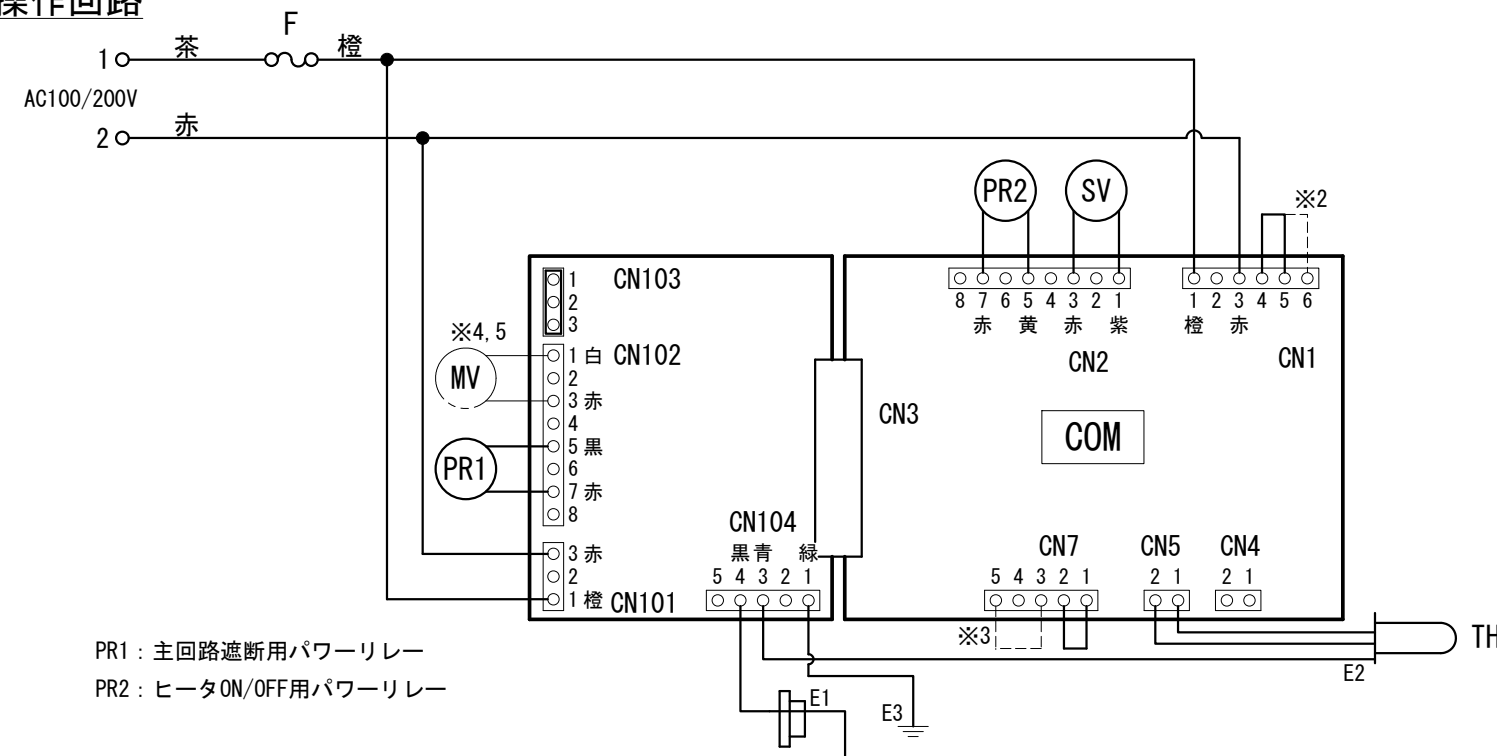 操作回路
F
1 茶 橙
AC100/200V
2 赤
PR2 SV ※2
8 7 6 5 4 3 2 1
赤 黄 赤 紫
CN2
1 2 3 4 5 6
橙 赤
CN1
1 CN103
2
3
※4,5
MV
1 白 CN102
2
3 赤
4
PR1
5 黒
6
7 赤
8
CN3
COM
3 赤
2
1 橙 CN101
CN104
黒 青 緑
5 4 3 2 1
CN7
5 4 3 2 1
※3
CN5
2 1
CN4
2 1
TH
E2
E1
E3
PR1：主回路遮断用パワーリレー
PR2：ヒータON/OFF用パワーリレー